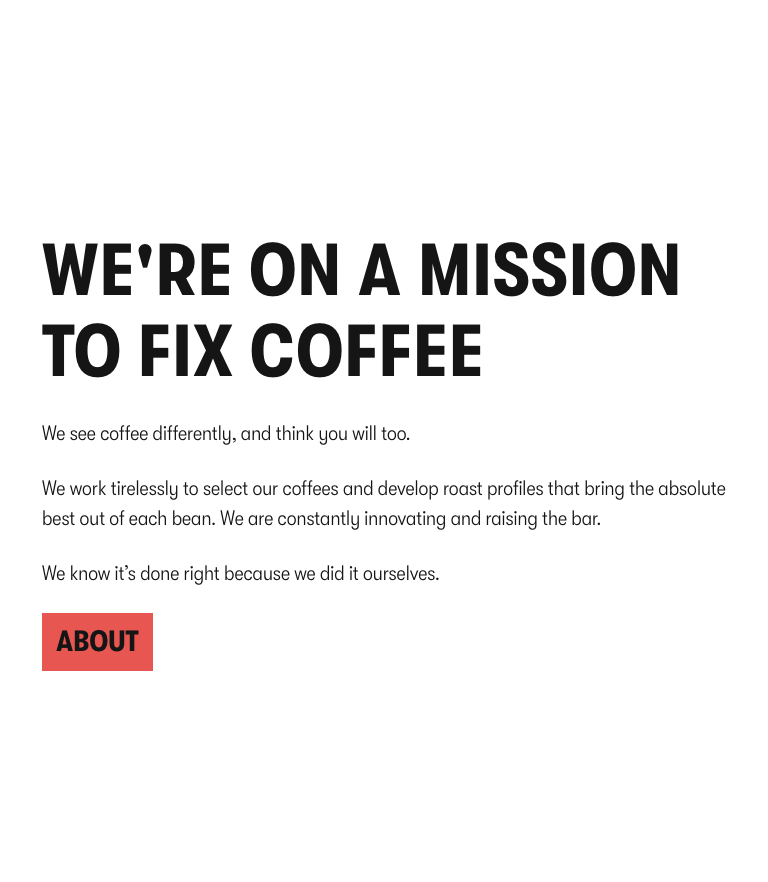 WE'RE ON A MISSION
TO FIX COFFEE
We see coffee differently, and think you will too.
We work tirelessly to select our coffees and develop roast profiles that bring the absolute
best out of each bean. We are constantly innovating and raising the bar.
We know it’s done right because we did it ourselves.
ABOUT